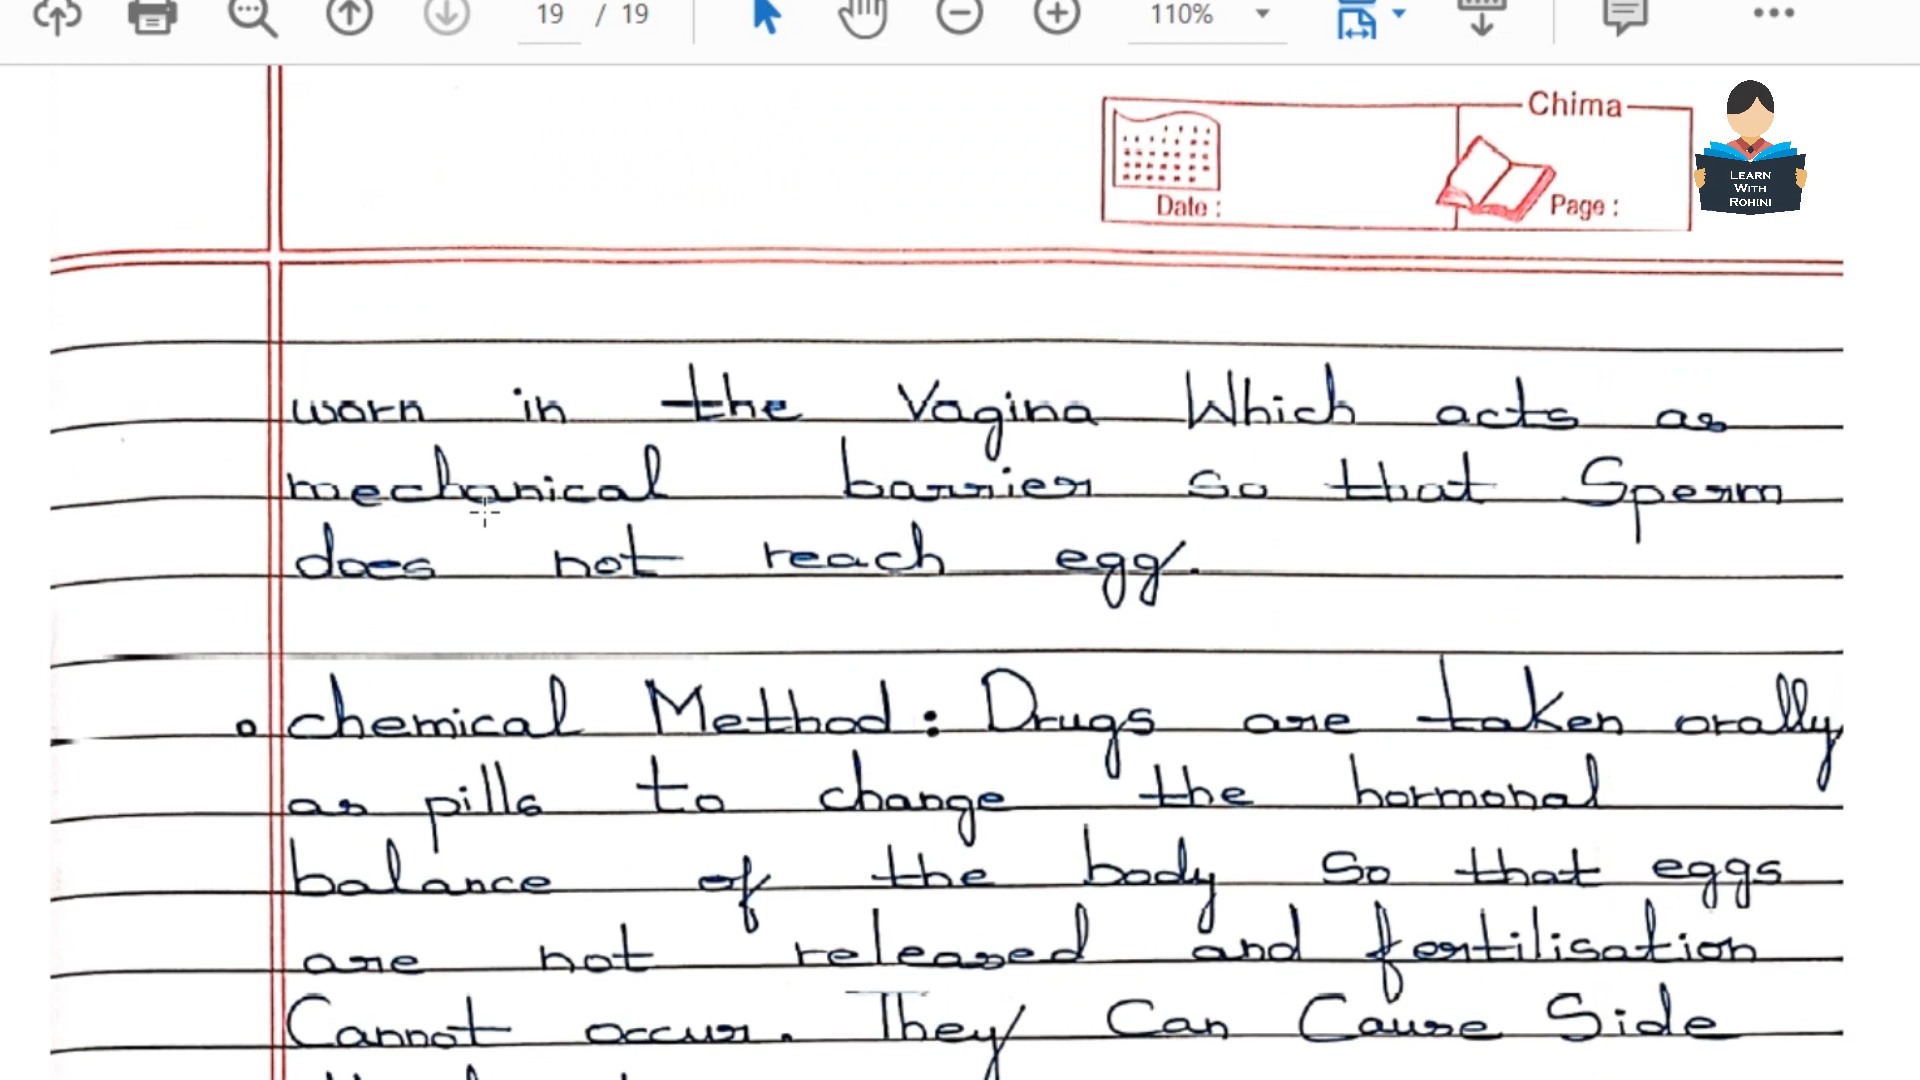 19 / 19
110%
Chima
Date :
Page :
LEARN
WITH
ROHINI
worn in the Vagina Which acts as
mechanical barrier so that Sperm
does not reach egg.
• chemical Method : Drugs are taken orally
as pills to change the hormonal
balance of the body So that eggs
are not released and fertilisation
Cannot occur. They Can Cause Side